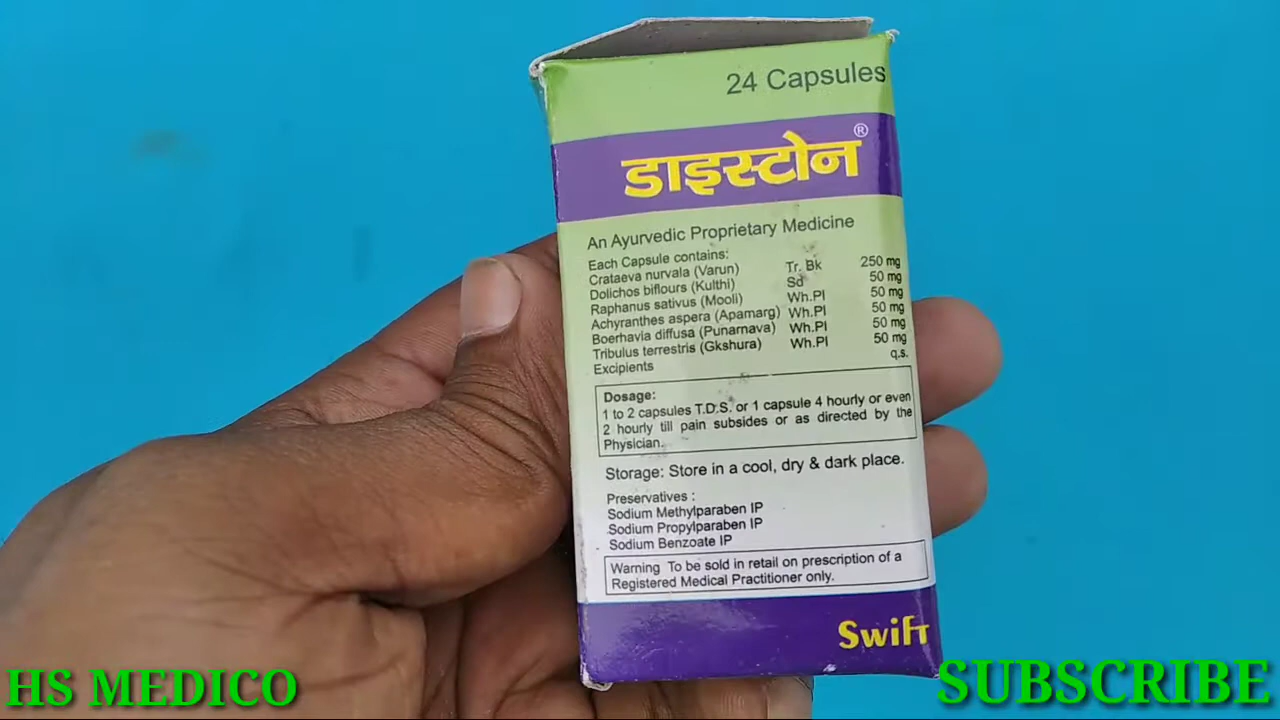 24 Capsules
डाइस्टोन®
An Ayurvedic Proprietary Medicine
Each Capsule contains:
Crataeva nurvala (Varun) Tr. Bk 250 mg
Dolichos biflours (Kulthi) Sd 50 mg
Raphanus sativus (Mooli) Wh.Pl 50 mg
Achyranthes aspera (Apamarg) Wh.Pl 50 mg
Boerhavia diffusa (Punarnava) Wh.Pl 50 mg
Tribulus terrestris (Gkshura) Wh.Pl 50 mg
Excipients q.s.
Dosage:
1 to 2 capsules T.D.S. or 1 capsule 4 hourly or even
2 hourly till pain subsides or as directed by the
Physician.
Storage: Store in a cool, dry & dark place.
Preservatives :
Sodium Methylparaben IP
Sodium Propylparaben IP
Sodium Benzoate IP
Warning To be sold in retail on prescription of a
Registered Medical Practitioner only.
Swift
HS MEDICO
SUBSCRIBE